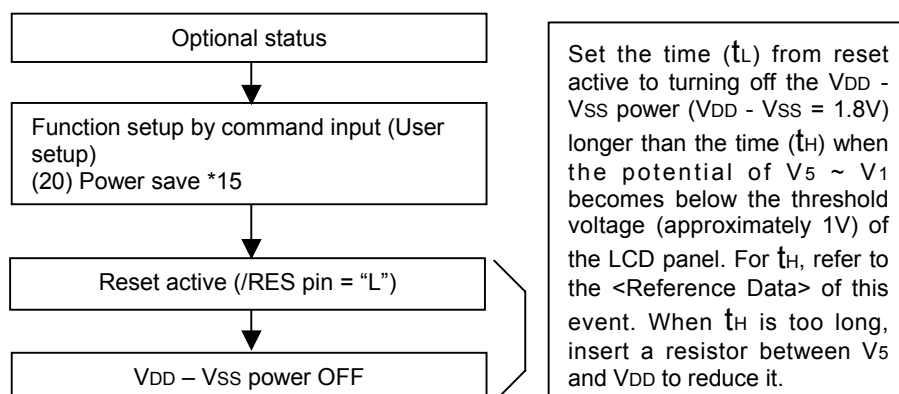 Optional status
Function setup by command input (User
setup)
(20) Power save *15
Reset active (/RES pin = “L”)
VDD – VSS power OFF
Set the time (tL) from reset
active to turning off the VDD -
VSS power (VDD - VSS = 1.8V)
longer than the time (tH) when
the potential of V5 ~ V1
becomes below the threshold
voltage (approximately 1V) of
the LCD panel. For tH, refer to
the <Reference Data> of this
event. When tH is too long,
insert a resistor between V5
and VDD to reduce it.